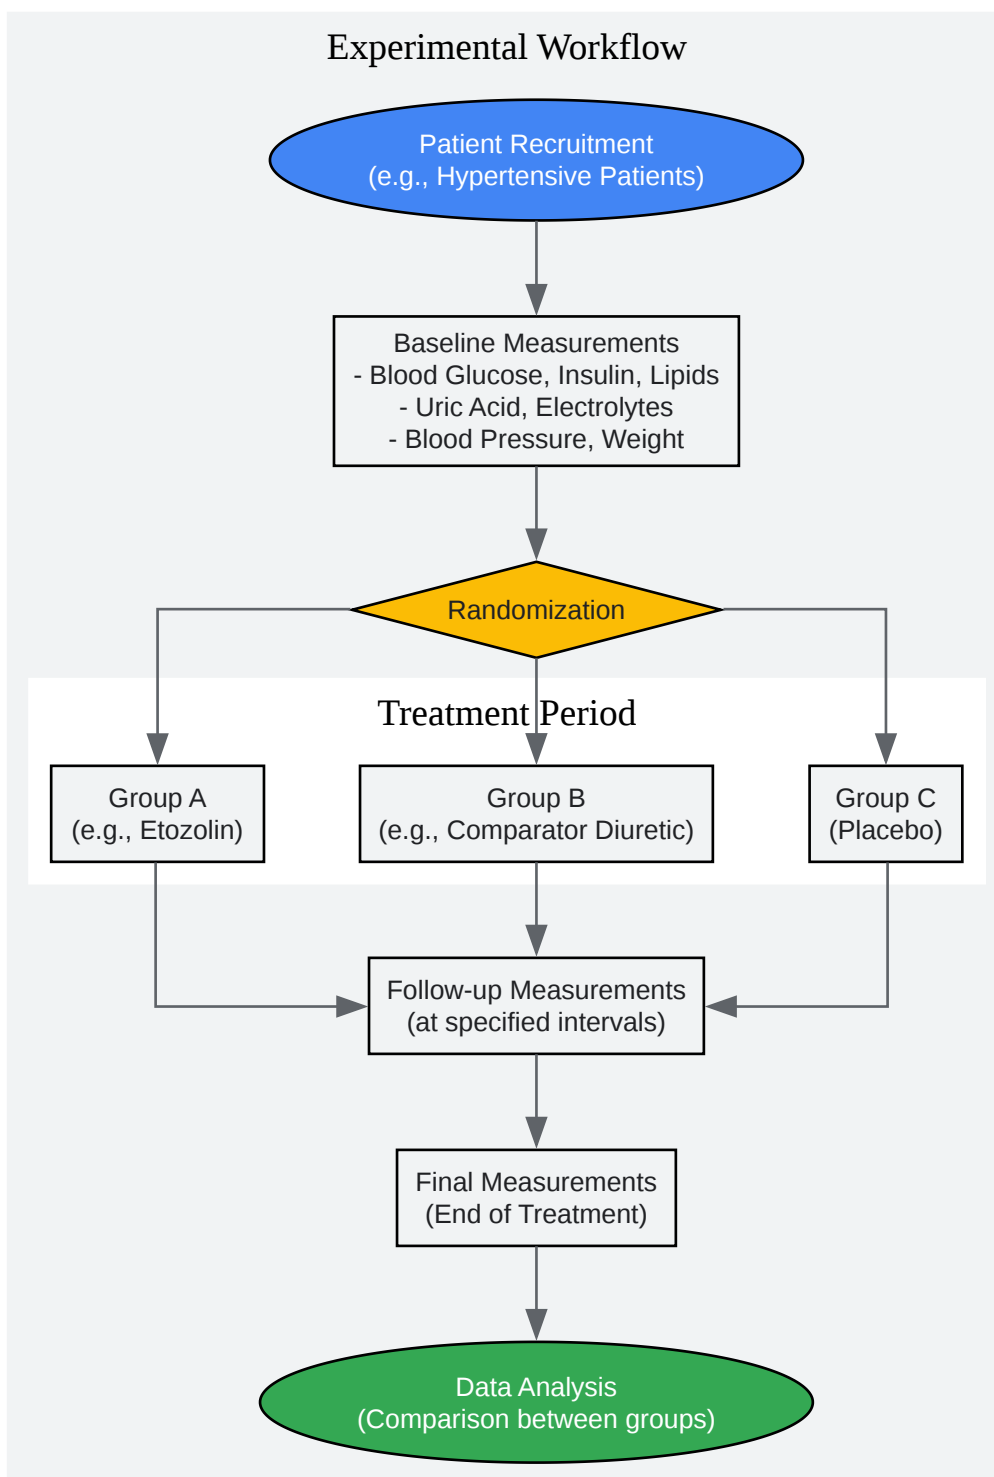 Experimental Workflow
Patient Recruitment
(e.g., Hypertensive Patients)
Baseline Measurements
- Blood Glucose, Insulin, Lipids
- Uric Acid, Electrolytes
- Blood Pressure, Weight
Randomization
Treatment Period
Group A
(e.g., Etozolin)
Group B
(e.g., Comparator Diuretic)
Group C
(Placebo)
Follow-up Measurements
(at specified intervals)
Final Measurements
(End of Treatment)
Data Analysis
(Comparison between groups)